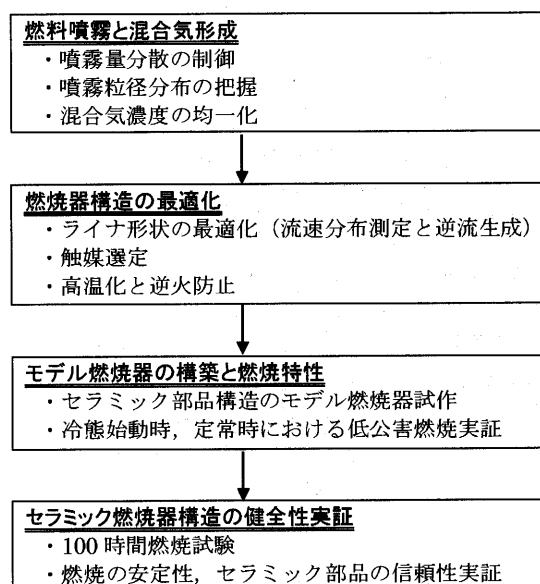 燃料噴霧と混合気形成
・噴霧量分散の制御
・噴霧粒径分布の把握
・混合気濃度の均一化
燃焼器構造の最適化
・ライナ形状の最適化（流速分布測定と逆流生成）
・触媒選定
・高温化と逆火防止
モデル燃焼器の構築と燃焼特性
・セラミック部品構造のモデル燃焼器試作
・冷態始動時，定常時における低公害燃焼実証
セラミック燃焼器構造の健全性実証
・100 時間燃焼試験
・燃焼の安定性，セラミック部品の信頼性実証